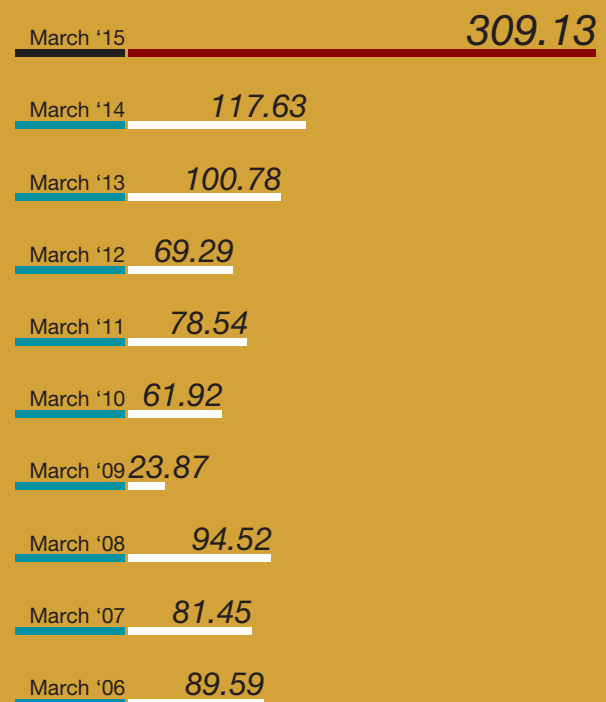 March ‘15 309.13
March ‘14 117.63
March ‘13 100.78
March ‘12 69.29
March ‘11 78.54
March ‘10 61.92
March ‘09 23.87
March ‘08 94.52
March ‘07 81.45
March ‘06 89.59